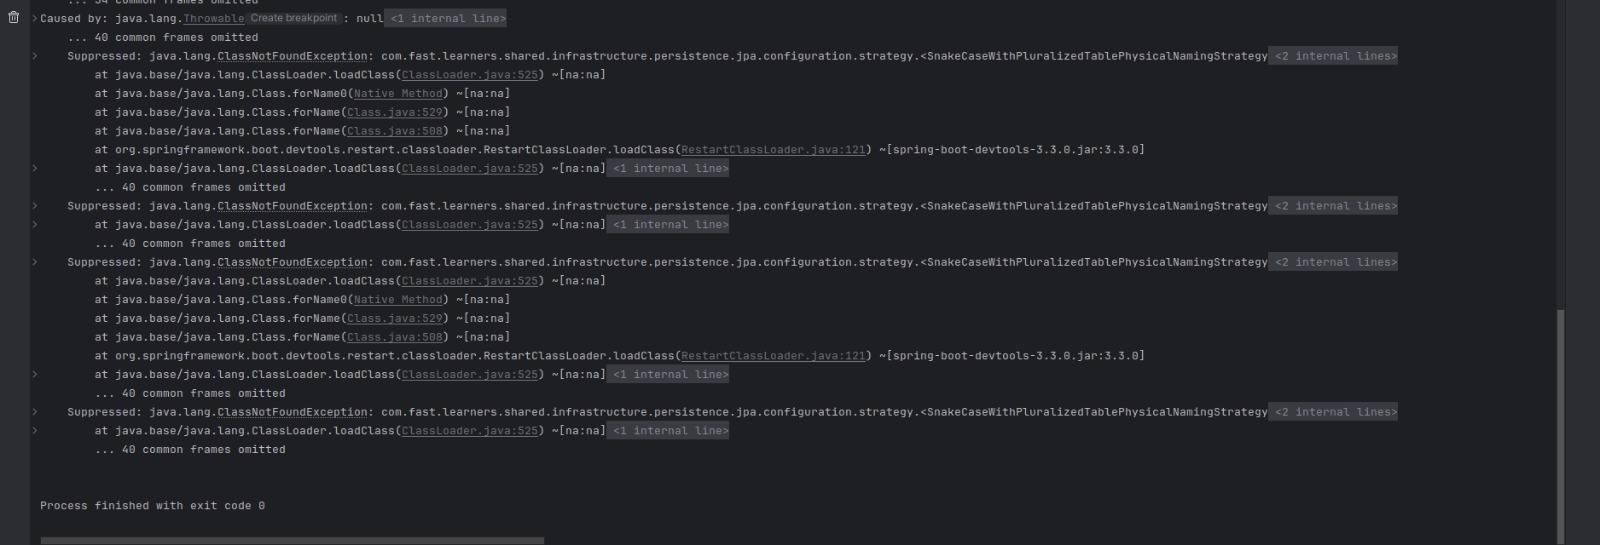 ... 34 common frames omitted
Caused by: java.lang.Throwable Create breakpoint : null <1 internal line>
... 40 common frames omitted
Suppressed: java.lang.ClassNotFoundException: com.fast.learners.shared.infrastructure.persistence.jpa.configuration.strategy.<SnakeCaseWithPluralizedTablePhysicalNamingStrategy <2 internal lines>
at java.base/java.lang.ClassLoader.loadClass(ClassLoader.java:525) ~[na:na]
at java.base/java.lang.Class.forName0(Native Method) ~[na:na]
at java.base/java.lang.Class.forName(Class.java:529) ~[na:na]
at java.base/java.lang.Class.forName(Class.java:508) ~[na:na]
at org.springframework.boot.devtools.restart.classloader.RestartClassLoader.loadClass(RestartClassLoader.java:121) ~[spring-boot-devtools-3.3.0.jar:3.3.0]
at java.base/java.lang.ClassLoader.loadClass(ClassLoader.java:525) ~[na:na] <1 internal line>
... 40 common frames omitted
Suppressed: java.lang.ClassNotFoundException: com.fast.learners.shared.infrastructure.persistence.jpa.configuration.strategy.<SnakeCaseWithPluralizedTablePhysicalNamingStrategy <2 internal lines>
at java.base/java.lang.ClassLoader.loadClass(ClassLoader.java:525) ~[na:na] <1 internal line>
... 40 common frames omitted
Suppressed: java.lang.ClassNotFoundException: com.fast.learners.shared.infrastructure.persistence.jpa.configuration.strategy.<SnakeCaseWithPluralizedTablePhysicalNamingStrategy <2 internal lines>
at java.base/java.lang.ClassLoader.loadClass(ClassLoader.java:525) ~[na:na]
at java.base/java.lang.Class.forName0(Native Method) ~[na:na]
at java.base/java.lang.Class.forName(Class.java:529) ~[na:na]
at java.base/java.lang.Class.forName(Class.java:508) ~[na:na]
at org.springframework.boot.devtools.restart.classloader.RestartClassLoader.loadClass(RestartClassLoader.java:121) ~[spring-boot-devtools-3.3.0.jar:3.3.0]
at java.base/java.lang.ClassLoader.loadClass(ClassLoader.java:525) ~[na:na] <1 internal line>
... 40 common frames omitted
Suppressed: java.lang.ClassNotFoundException: com.fast.learners.shared.infrastructure.persistence.jpa.configuration.strategy.<SnakeCaseWithPluralizedTablePhysicalNamingStrategy <2 internal lines>
at java.base/java.lang.ClassLoader.loadClass(ClassLoader.java:525) ~[na:na] <1 internal line>
... 40 common frames omitted
Process finished with exit code 0